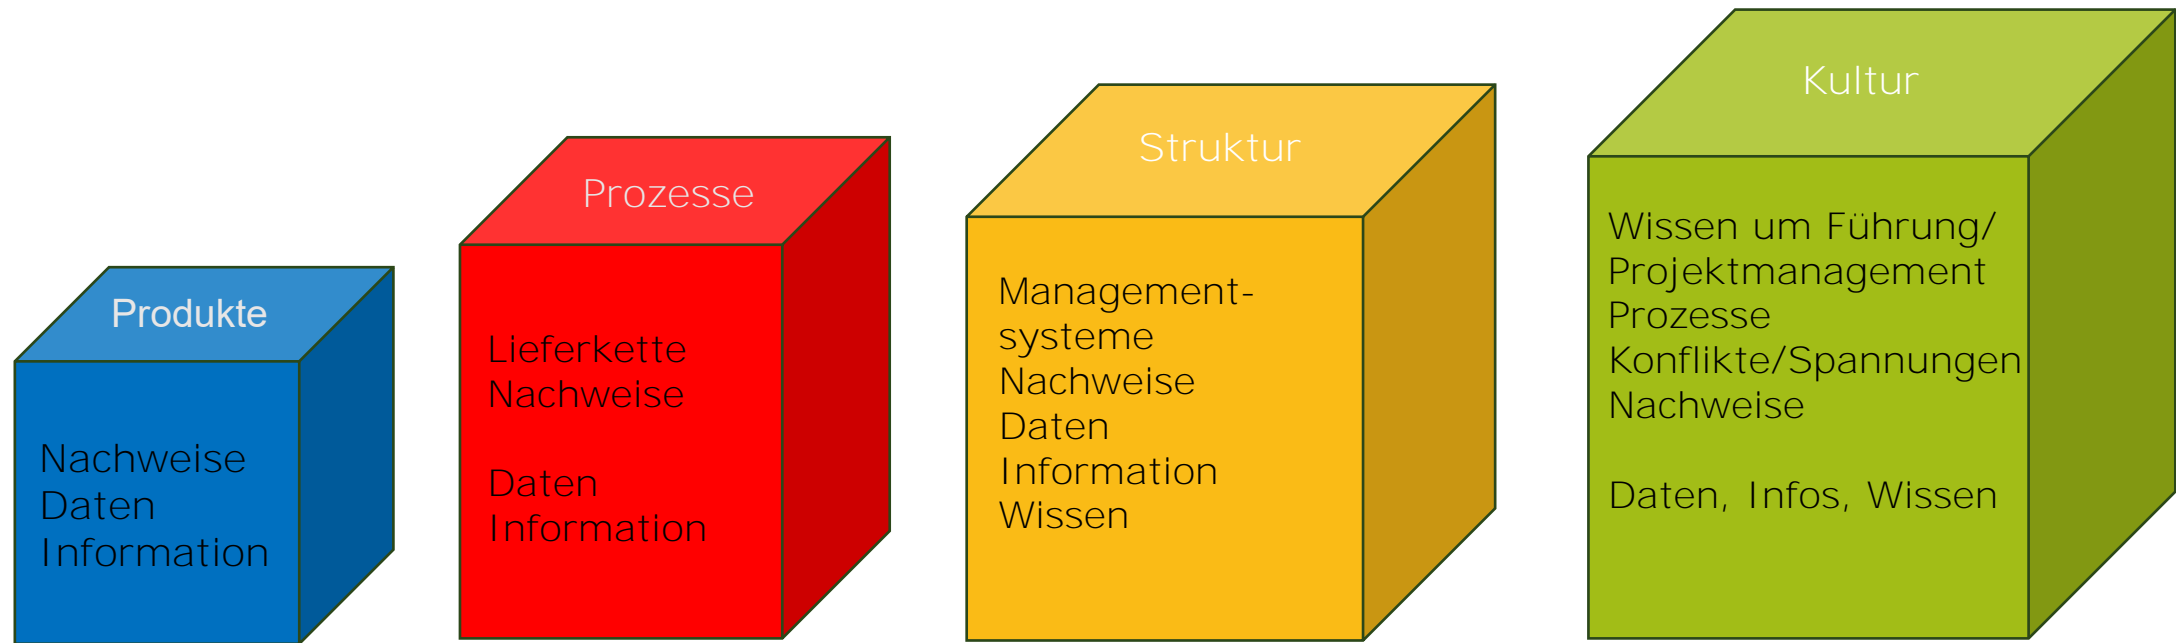 Produkte
Nachweise
Daten
Information
Prozesse
Lieferkette
Nachweise
Daten
Information
Struktur
Management-
systeme
Nachweise
Daten
Information
Wissen
Kultur
Wissen um Führung/
Projektmanagement
Prozesse
Konflikte/Spannungen
Nachweise
Daten, Infos, Wissen